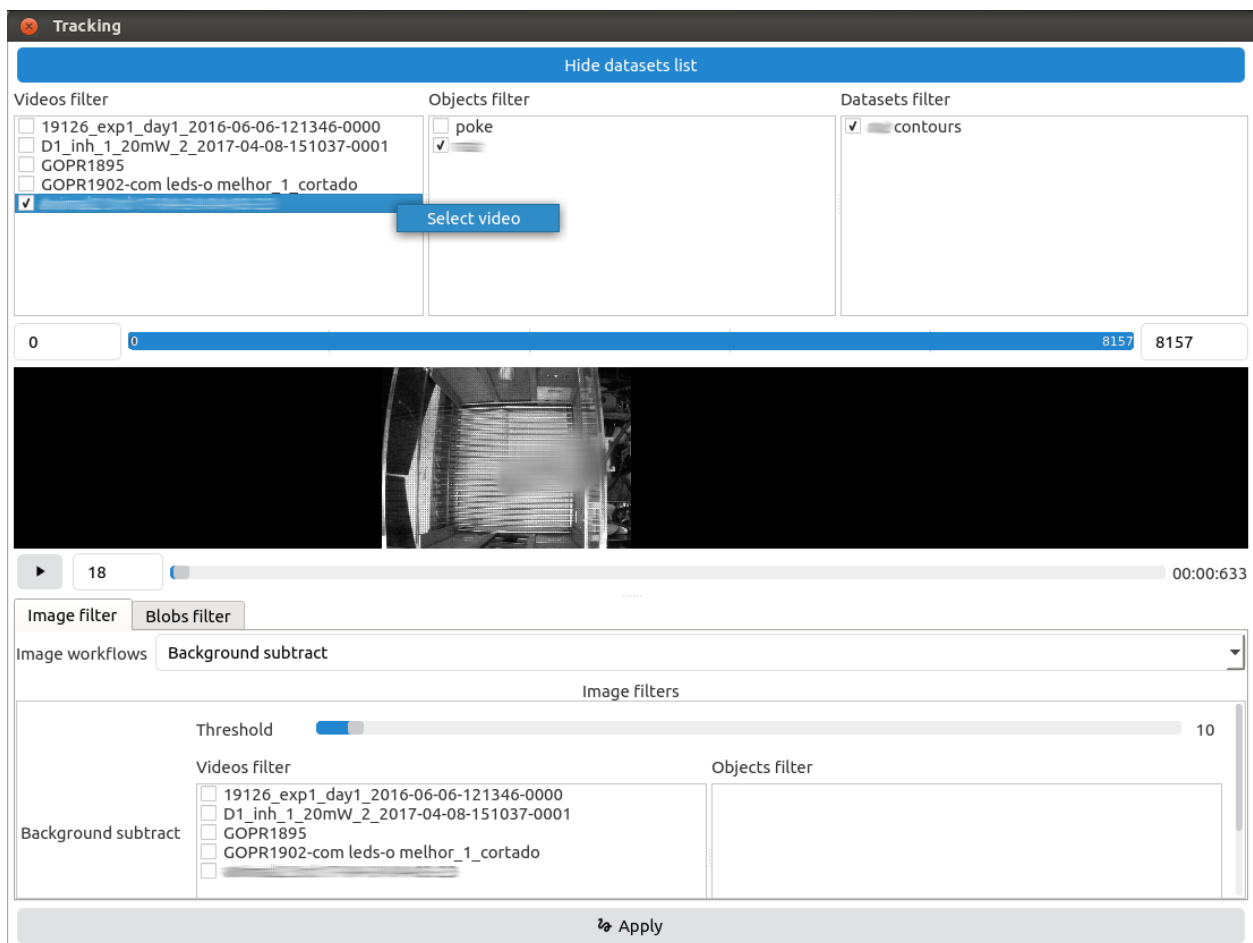 Tracking
Hide datasets list
Videos filter
19126_exp1_day1_2016-06-06-121346-0000
D1_inh_1_20mW_2_2017-04-08-151037-0001
GOPR1895
GOPR1902-com leds-o melhor_1_cortado
Objects filter
poke
Datasets filter
contours
Select video
0 0 8157 8157
18 00:00:633
Image filter Blobs filter
Image workflows Background subtract
Image filters
Threshold 10
Background subtract
Videos filter
19126_exp1_day1_2016-06-06-121346-0000
D1_inh_1_20mW_2_2017-04-08-151037-0001
GOPR1895
GOPR1902-com leds-o melhor_1_cortado
Objects filter
Apply